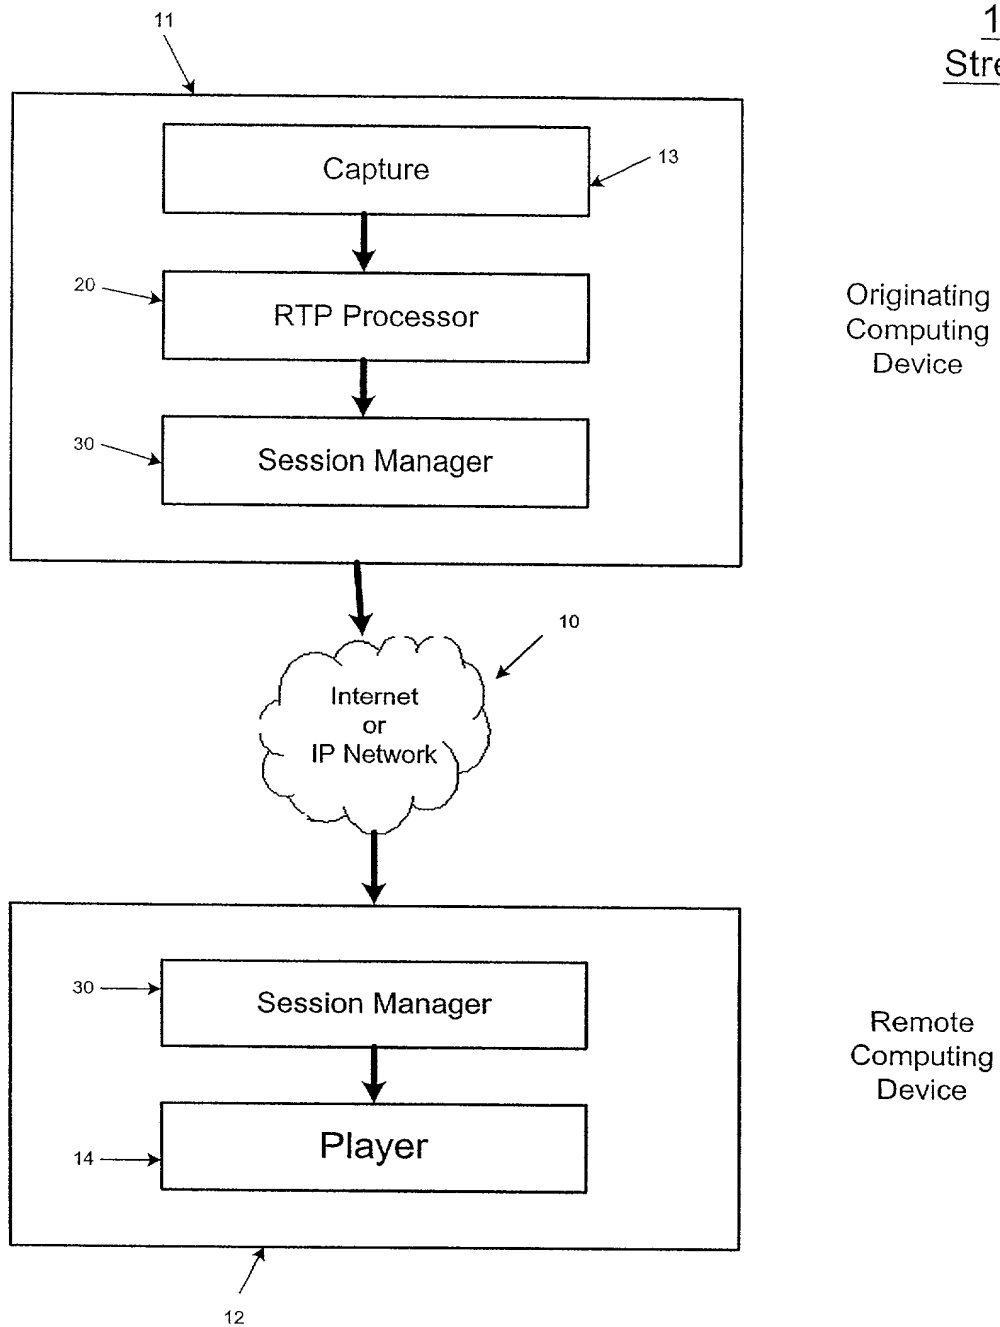 11
1
Stre
Capture
13
20
RTP Processor
Originating
Computing
Device
30
Session Manager
10
Internet
or
IP Network
30
Session Manager
Remote
Computing
Device
14
Player
12